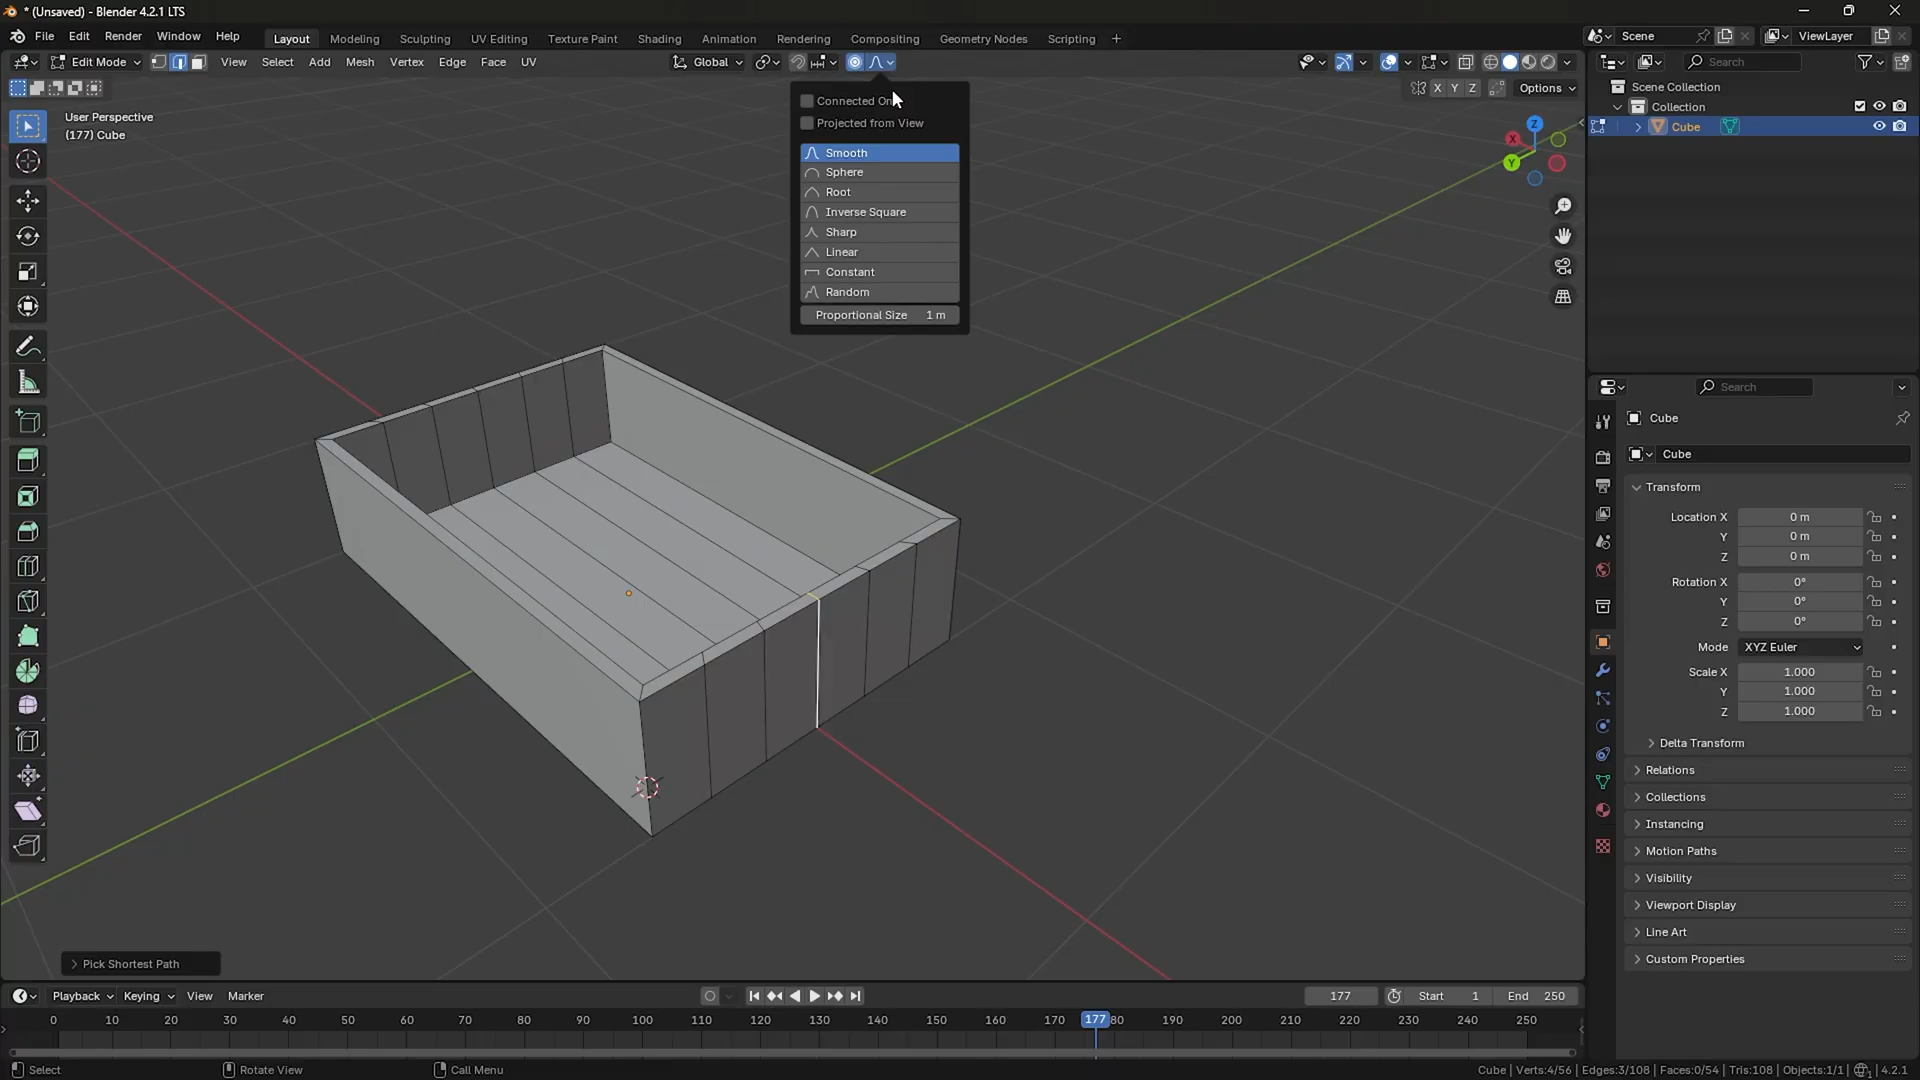 * (Unsaved) - Blender 4.2.1 LTS
File Edit Render Window Help
Layout Modeling Sculpting UV Editing Texture Paint Shading Animation Rendering Compositing Geometry Nodes Scripting +
Scene
ViewLayer
Edit Mode View Select Add Mesh Vertex Edge Face UV
Global
X Y Z Options
Search
User Perspective
(177) Cube
Connected On
Projected from View
Smooth
Sphere
Root
Inverse Square
Sharp
Linear
Constant
Random
Proportional Size 1 m
Z
X
Y
Scene Collection
Collection
Cube
Search
Cube
Cube
Transform
Location X 0 m
Y 0 m
Z 0 m
Rotation X 0°
Y 0°
Z 0°
Mode XYZ Euler
Scale X 1.000
Y 1.000
Z 1.000
Delta Transform
Relations
Collections
Instancing
Motion Paths
Visibility
Viewport Display
Line Art
Custom Properties
Pick Shortest Path
Playback Keying View Marker
177 Start 1 End 250
0 10 20 30 40 50 60 70 80 90 100 110 120 130 140 150 160 170 177 80 190 200 210 220 230 240 250
Select Rotate View Call Menu
Cube | Verts:4/56 | Edges:3/108 | Faces:0/54 | Tris:108 | Objects:1/1 | 4.2.1